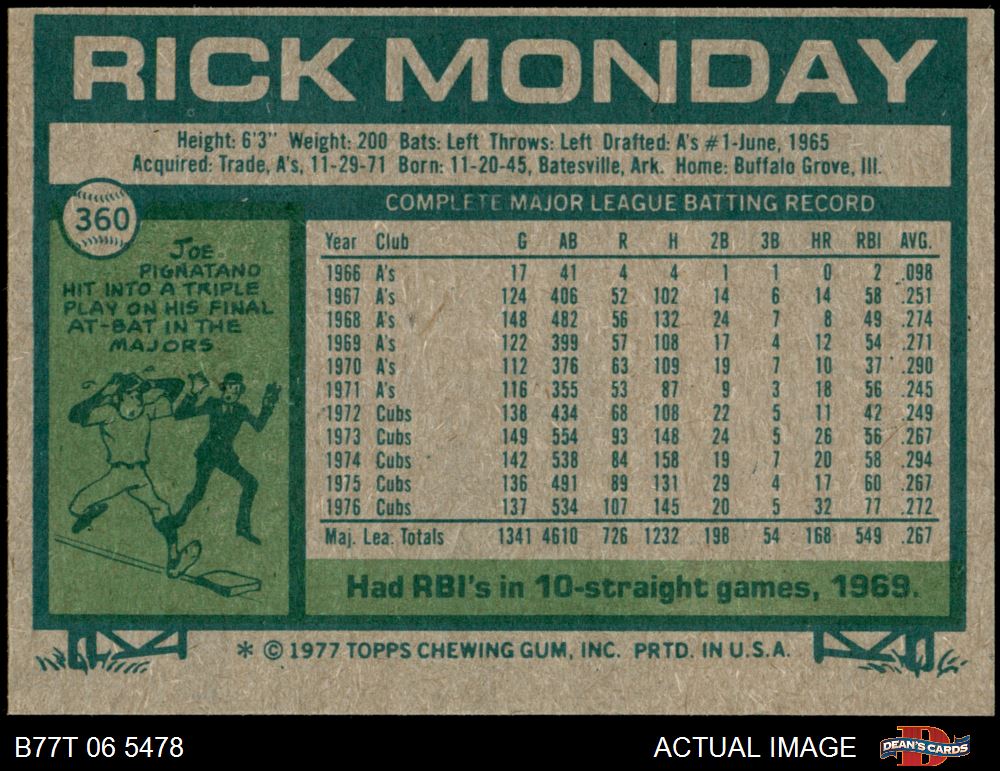 RICK MONDAY
Height: 6'3" Weight: 200 Bats: Left Throws: Left Drafted: A's #1-June, 1965
Acquired: Trade, A's, 11-29-71 Born: 11-20-45, Batesville, Ark. Home: Buffalo Grove, Ill.
360
JOE
PIGNATANO
HIT INTO A TRIPLE
PLAY ON HIS FINAL
AT-BAT IN THE
MAJORS
COMPLETE MAJOR LEAGUE BATTING RECORD
Year Club G AB R H 2B 3B HR RBI AVG.
1966 A's 17 41 4 4 1 1 0 2 .098
1967 A's 124 406 52 102 14 6 14 58 .251
1968 A's 148 482 56 132 24 7 8 49 .274
1969 A's 122 399 57 108 17 4 12 54 .271
1970 A's 112 376 63 109 19 7 10 37 .290
1971 A's 116 355 53 87 9 3 18 56 .245
1972 Cubs 138 434 68 108 22 5 11 42 .249
1973 Cubs 149 554 93 148 24 5 26 56 .267
1974 Cubs 142 538 84 158 19 7 20 58 .294
1975 Cubs 136 491 89 131 29 4 17 60 .267
1976 Cubs 137 534 107 145 20 5 32 77 .272
Maj. Lea. Totals 1341 4610 726 1232 198 54 168 549 .267
Had RBI's in 10-straight games, 1969.
* © 1977 TOPPS CHEWING GUM, INC. PRTD. IN U.S.A.
B77T 06 5478
ACTUAL IMAGE
DEAN'S CARDS